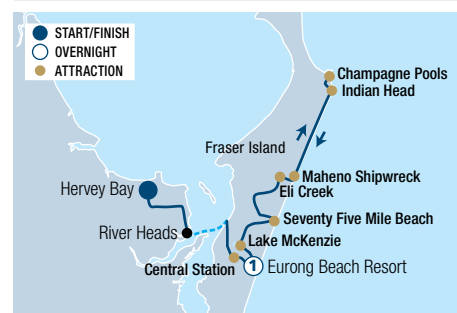 START/FINISH
OVERNIGHT
ATTRACTION
Champagne Pools
Indian Head
Fraser Island
Maheno Shipwreck
Eli Creek
Hervey Bay
Seventy Five Mile Beach
River Heads
Lake McKenzie
Central Station
1
Eurong Beach Resort